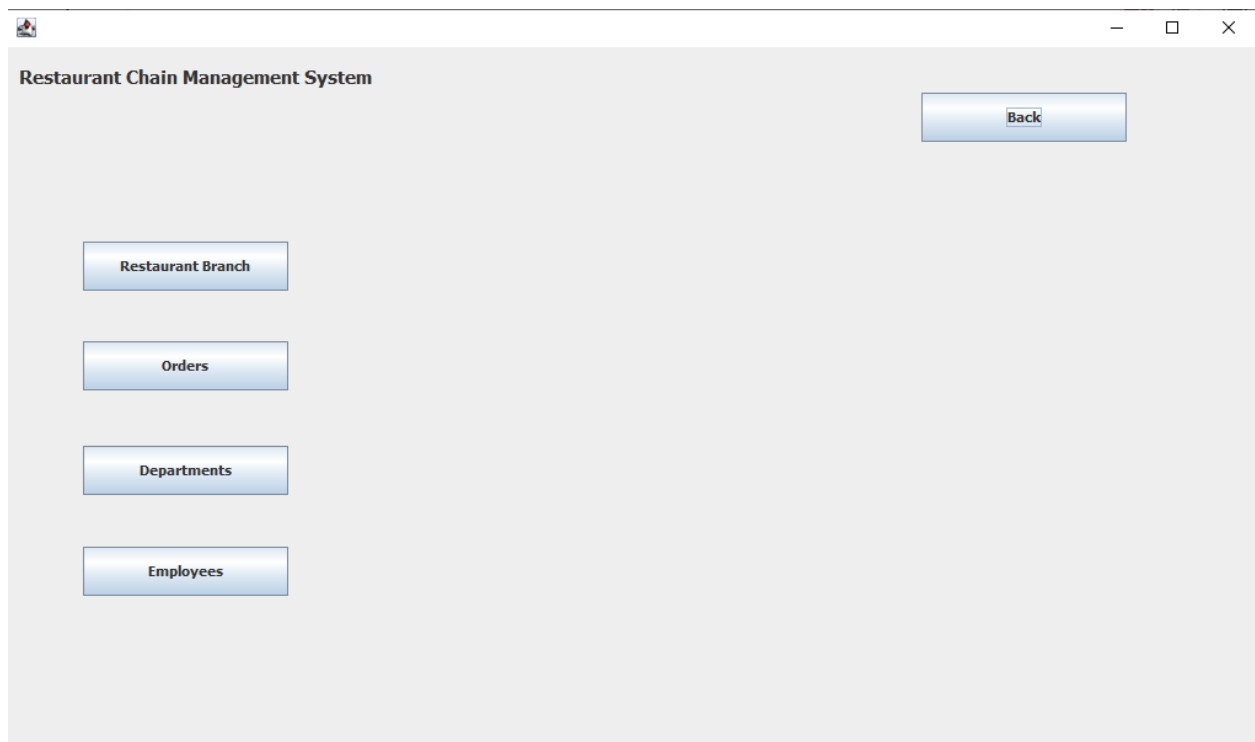 Restaurant Chain Management System
Back
Restaurant Branch
Orders
Departments
Employees